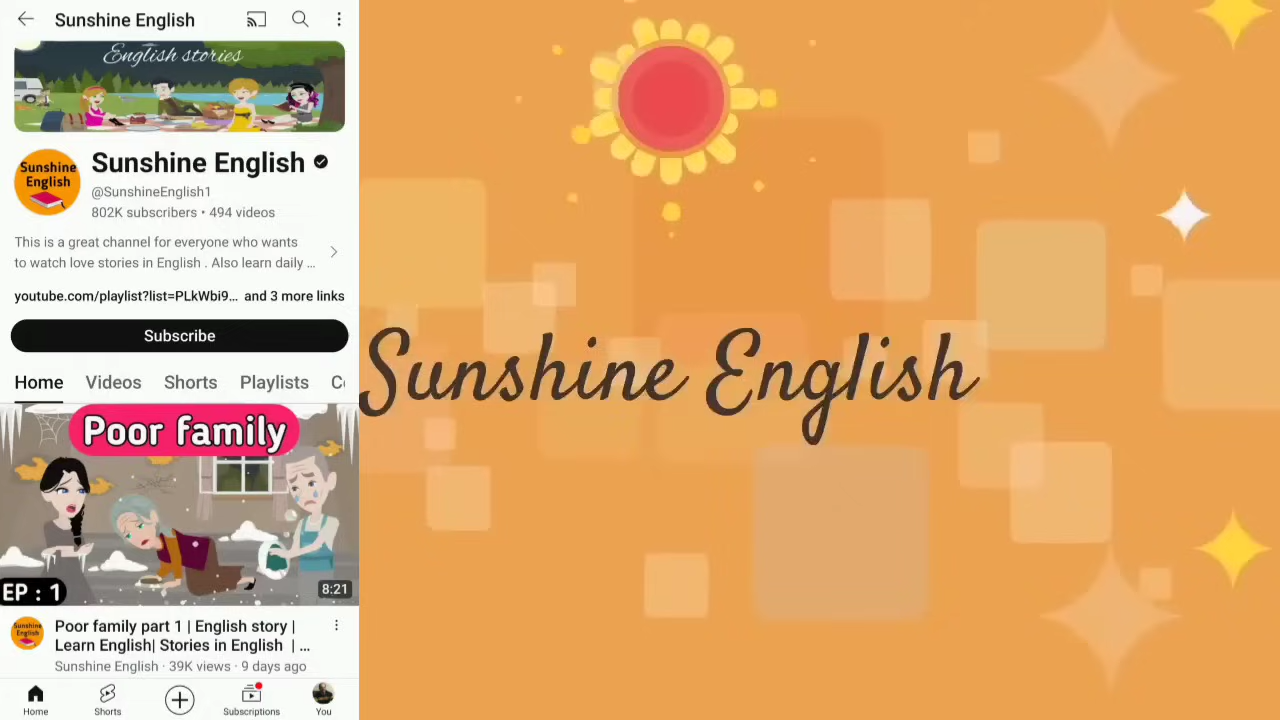 Sunshine English
English stories
Sunshine
English
Sunshine English
@SunshineEnglish1
802K subscribers • 494 videos
This is a great channel for everyone who wants
to watch love stories in English . Also learn daily ...
youtube.com/playlist?list=PLkWbi9... and 3 more links
Subscribe
Home Videos Shorts Playlists Co
Poor family
EP : 1
8:21
Sunshine
English
Poor family part 1 | English story |
Learn English| Stories in English | ...
Sunshine English · 39K views · 9 days ago
Home Shorts Subscriptions You
Sunshine English